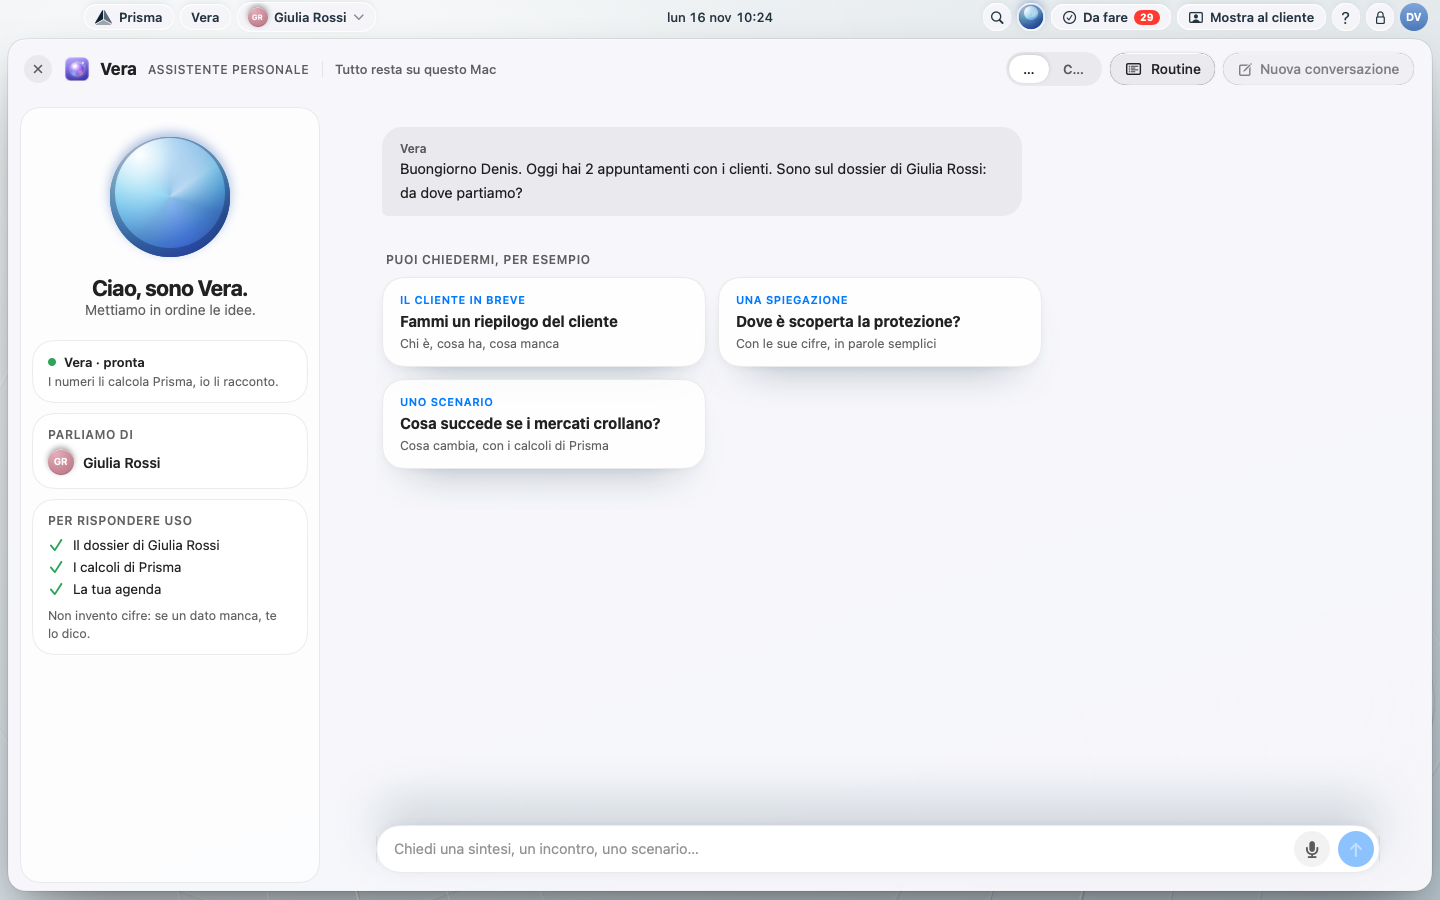 Prisma
Vera
GR Giulia Rossi
lun 16 nov 10:24
Da fare 29
Mostra al cliente
?
DV
Vera ASSISTENTE PERSONALE
Tutto resta su questo Mac
...
C...
Routine
Nuova conversazione
Ciao, sono Vera.
Mettiamo in ordine le idee.
Vera · pronta
I numeri li calcola Prisma, io li racconto.
PARLIAMO DI
GR Giulia Rossi
PER RISPONDERE USO
Il dossier di Giulia Rossi
I calcoli di Prisma
La tua agenda
Non invento cifre: se un dato manca, te
lo dico.
Vera
Buongiorno Denis. Oggi hai 2 appuntamenti con i clienti. Sono sul dossier di Giulia Rossi:
da dove partiamo?
PUOI CHIEDERMI, PER ESEMPIO
IL CLIENTE IN BREVE
Fammi un riepilogo del cliente
Chi è, cosa ha, cosa manca
UNA SPIEGAZIONE
Dove è scoperta la protezione?
Con le sue cifre, in parole semplici
UNO SCENARIO
Cosa succede se i mercati crollano?
Cosa cambia, con i calcoli di Prisma
Chiedi una sintesi, un incontro, uno scenario...